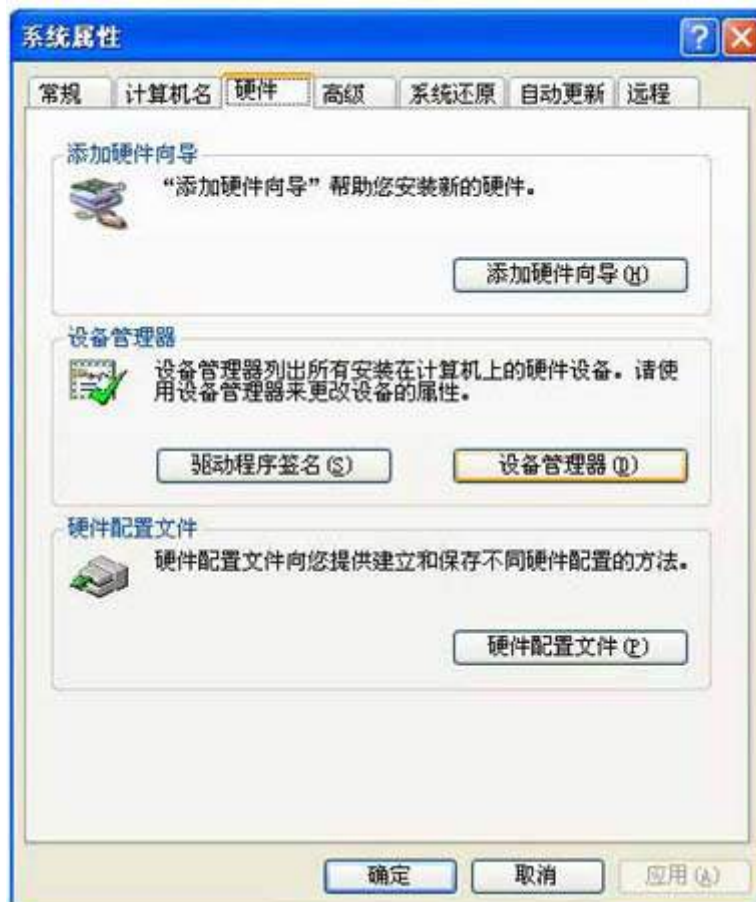 系统属性
常规 计算机名 硬件 高级 系统还原 自动更新 远程
添加硬件向导
“添加硬件向导”帮助您安装新的硬件。
添加硬件向导(H)
设备管理器
设备管理器列出所有安装在计算机上的硬件设备。请使
用设备管理器来更改设备的属性。
驱动程序签名(S) 设备管理器(D)
硬件配置文件
硬件配置文件向您提供建立和保存不同硬件配置的方法。
硬件配置文件(P)
确定 取消 应用(A)